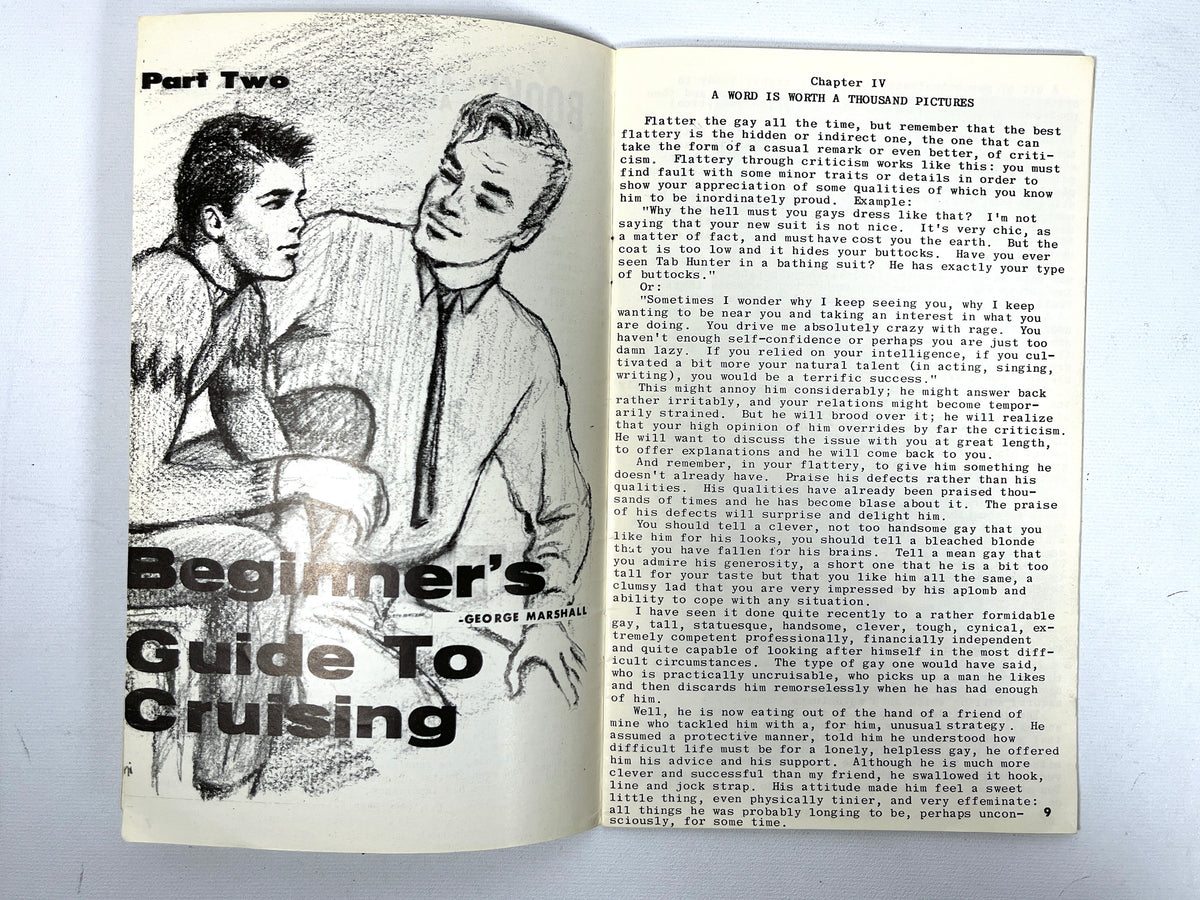 Part Two
Beginner's
-GEORGE MARSHALL
Guide To
Cruising
Chapter IV
A WORD IS WORTH A THOUSAND PICTURES
Flatter the gay all the time, but remember that the best
flattery is the hidden or indirect one, the one that can
take the form of a casual remark or even better, of criti-
cism. Flattery through criticism works like this: you must
find fault with some minor traits or details in order to
show your appreciation of some qualities of which you know
him to be inordinately proud. Example:
"Why the hell must you gays dress like that? I'm not
saying that your new suit is not nice. It's very chic, as
a matter of fact, and must have cost you the earth. But the
coat is too low and it hides your buttocks. Have you ever
seen Tab Hunter in a bathing suit? He has exactly your type
of buttocks."
Or:
"Sometimes I wonder why I keep seeing you, why I keep
wanting to be near you and taking an interest in what you
are doing. You drive me absolutely crazy with rage. You
haven't enough self-confidence or perhaps you are just too
damn lazy. If you relied on your intelligence, if you cul-
tivated a bit more your natural talent (in acting, singing,
writing), you would be a terrific success."
This might annoy him considerably; he might answer back
rather irritably, and your relations might become tempor-
arily strained. But he will brood over it; he will realize
that your high opinion of him overrides by far the criticism.
He will want to discuss the issue with you at great length,
to offer explanations and he will come back to you.
And remember, in your flattery, to give him something he
doesn't already have. Praise his defects rather than his
qualities. His qualities have already been praised thou-
sands of times and he has become blase about it. The praise
of his defects will surprise and delight him.
You should tell a clever, not too handsome gay that you
like him for his looks, you should tell a bleached blonde
that you have fallen for his brains. Tell a mean gay that
you admire his generosity, a short one that he is a bit too
tall for your taste but that you like him all the same, a
clumsy lad that you are very impressed by his aplomb and
ability to cope with any situation.
I have seen it done quite recently to a rather formidable
gay, tall, statuesque, handsome, clever, tough, cynical, ex-
tremely competent professionally, financially independent
and quite capable of looking after himself in the most diff-
icult circumstances. The type of gay one would have said,
who is practically uncruisable, who picks up a man he likes
and then discards him remorselessly when he has had enough
of him.
Well, he is now eating out of the hand of a friend of
mine who tackled him with a, for him, unusual strategy. He
assumed a protective manner, told him he understood how
difficult life must be for a lonely, helpless gay, he offered
him his advice and his support. Although he is much more
clever and successful than my friend, he swallowed it hook,
line and jock strap. His attitude made him feel a sweet
little thing, even physically tinier, and very effeminate:
all things he was probably longing to be, perhaps uncon-
sciously, for some time.
9